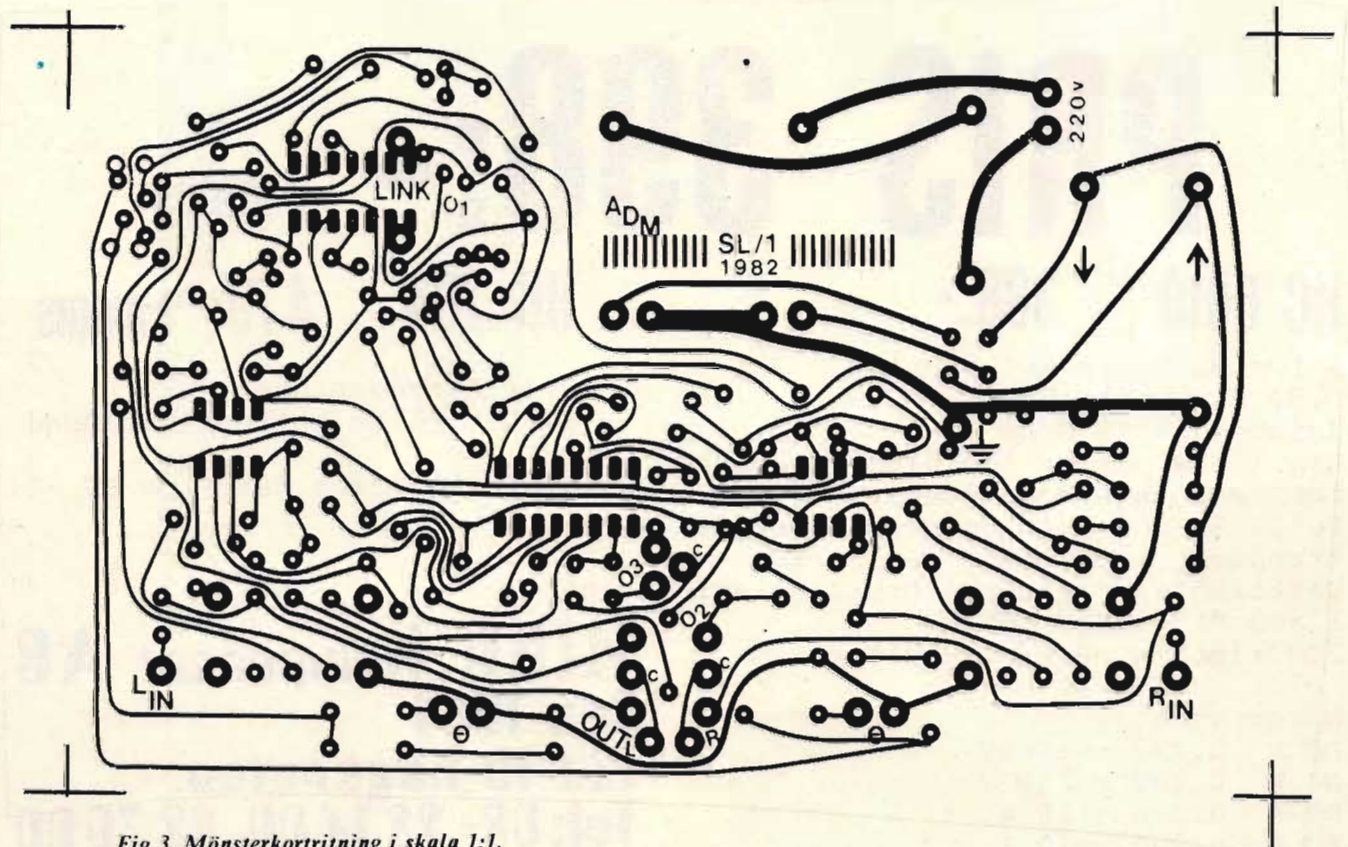 220v
LINK
O1
ADM
SL/1
1982
O3
c
O2
c
c
LIN
RIN
OUTL
R
Fig 3. Mönsterkortritning i skala 1:1.